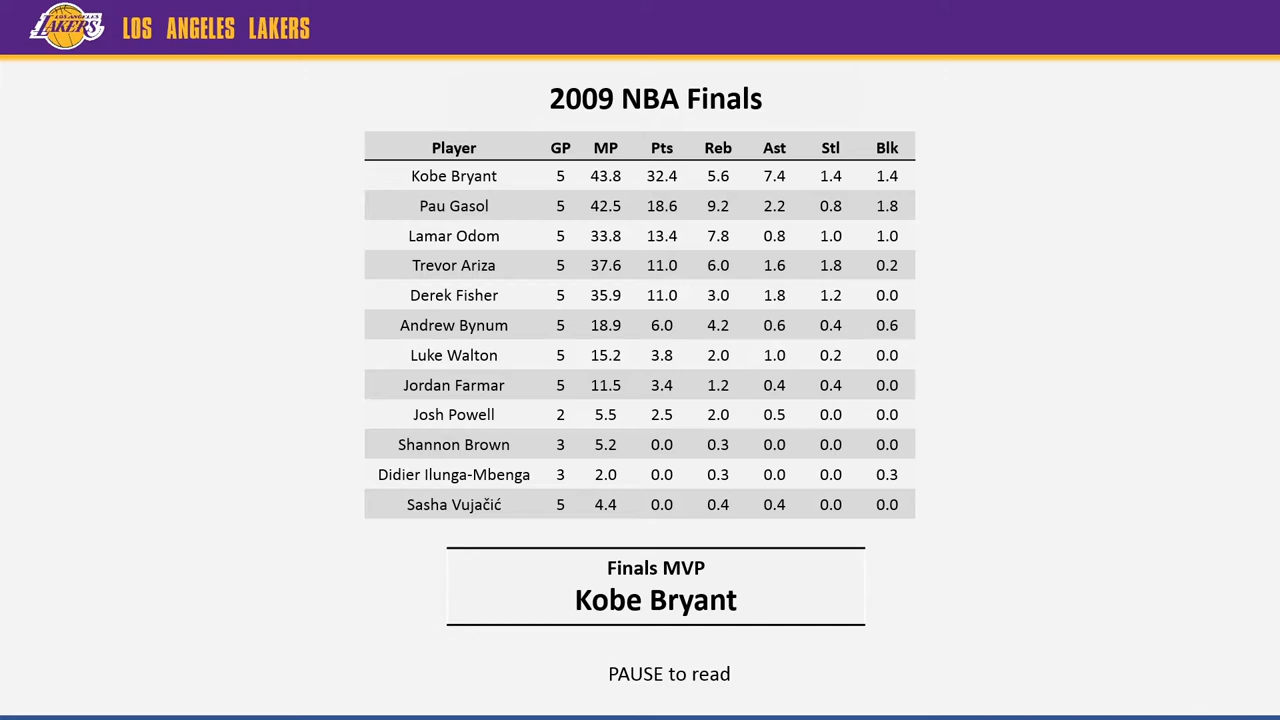 LOS ANGELES LAKERS
LOS ANGELES LAKERS
2009 NBA Finals
Player GP MP Pts Reb Ast Stl Blk
Kobe Bryant 5 43.8 32.4 5.6 7.4 1.4 1.4
Pau Gasol 5 42.5 18.6 9.2 2.2 0.8 1.8
Lamar Odom 5 33.8 13.4 7.8 0.8 1.0 1.0
Trevor Ariza 5 37.6 11.0 6.0 1.6 1.8 0.2
Derek Fisher 5 35.9 11.0 3.0 1.8 1.2 0.0
Andrew Bynum 5 18.9 6.0 4.2 0.6 0.4 0.6
Luke Walton 5 15.2 3.8 2.0 1.0 0.2 0.0
Jordan Farmar 5 11.5 3.4 1.2 0.4 0.4 0.0
Josh Powell 2 5.5 2.5 2.0 0.5 0.0 0.0
Shannon Brown 3 5.2 0.0 0.3 0.0 0.0 0.0
Didier Ilunga-Mbenga 3 2.0 0.0 0.3 0.0 0.0 0.3
Sasha Vujačić 5 4.4 0.0 0.4 0.4 0.0 0.0
Finals MVP
Kobe Bryant
PAUSE to read